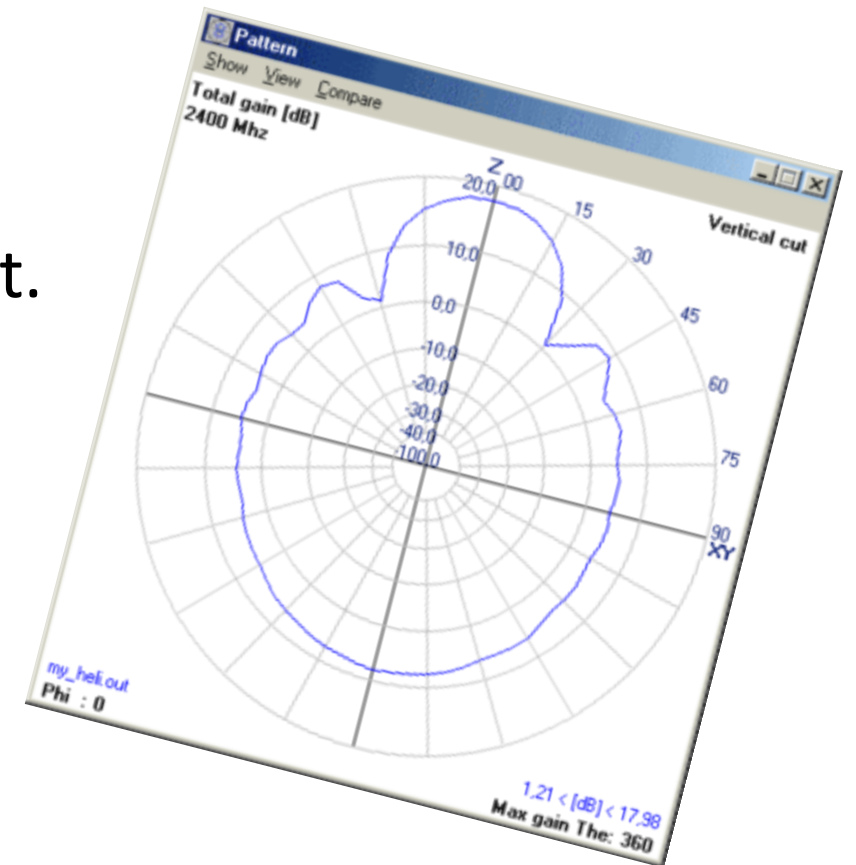 t.
Pattern
Show View Compare
Total gain [dB]
2400 Mhz
Vertical cut
Z
20,0 00
15
30
45
60
75
90
XY
10,0
0,0
-10,0
-20,0
-30,0
-40,0
-100,0
my_heli.out
Phi : 0
1,21 < [dB] < 17,98
Max gain The: 360